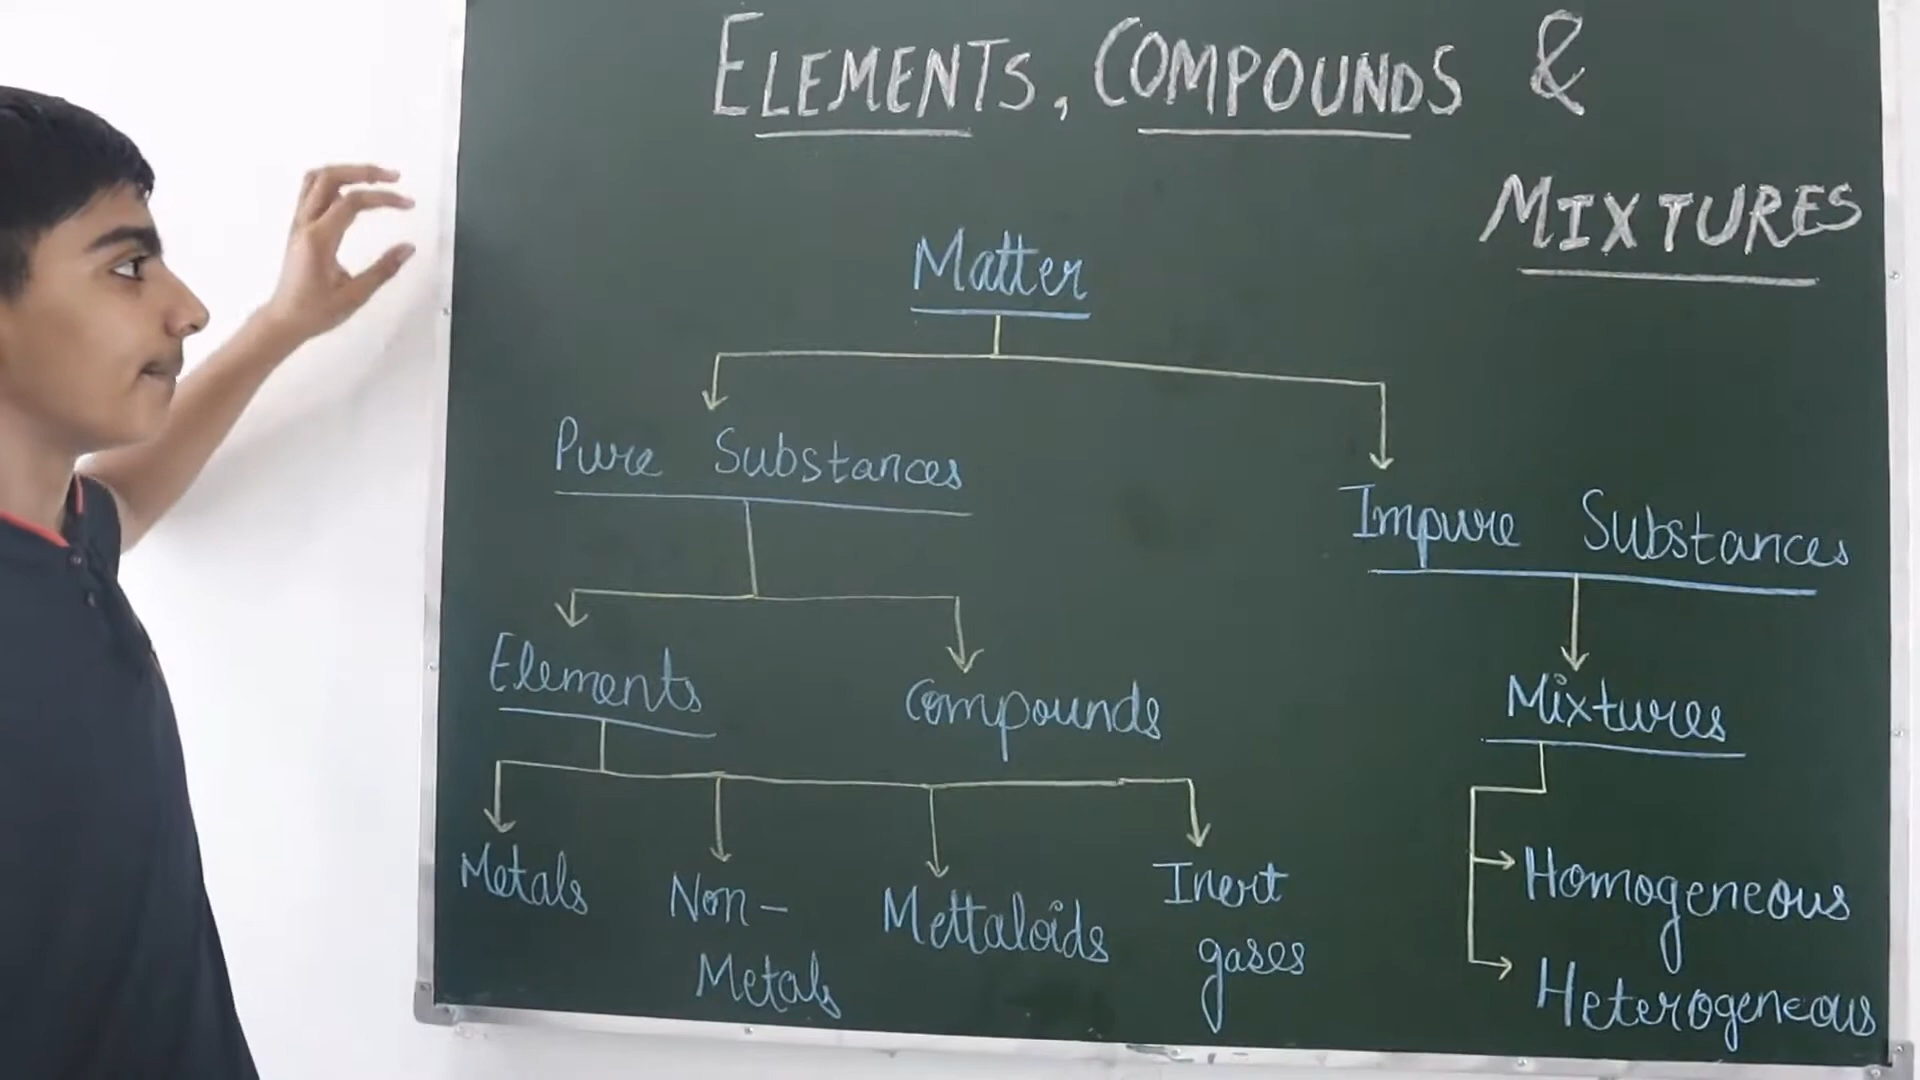 ELEMENTS, COMPOUNDS &
MIXTURES
Matter
Pure Substances
Impure Substances
Elements
Compounds
Mixtures
Metals
Non-
Metals
Mettaloids
Inert
gases
Homogeneous
Heterogeneous